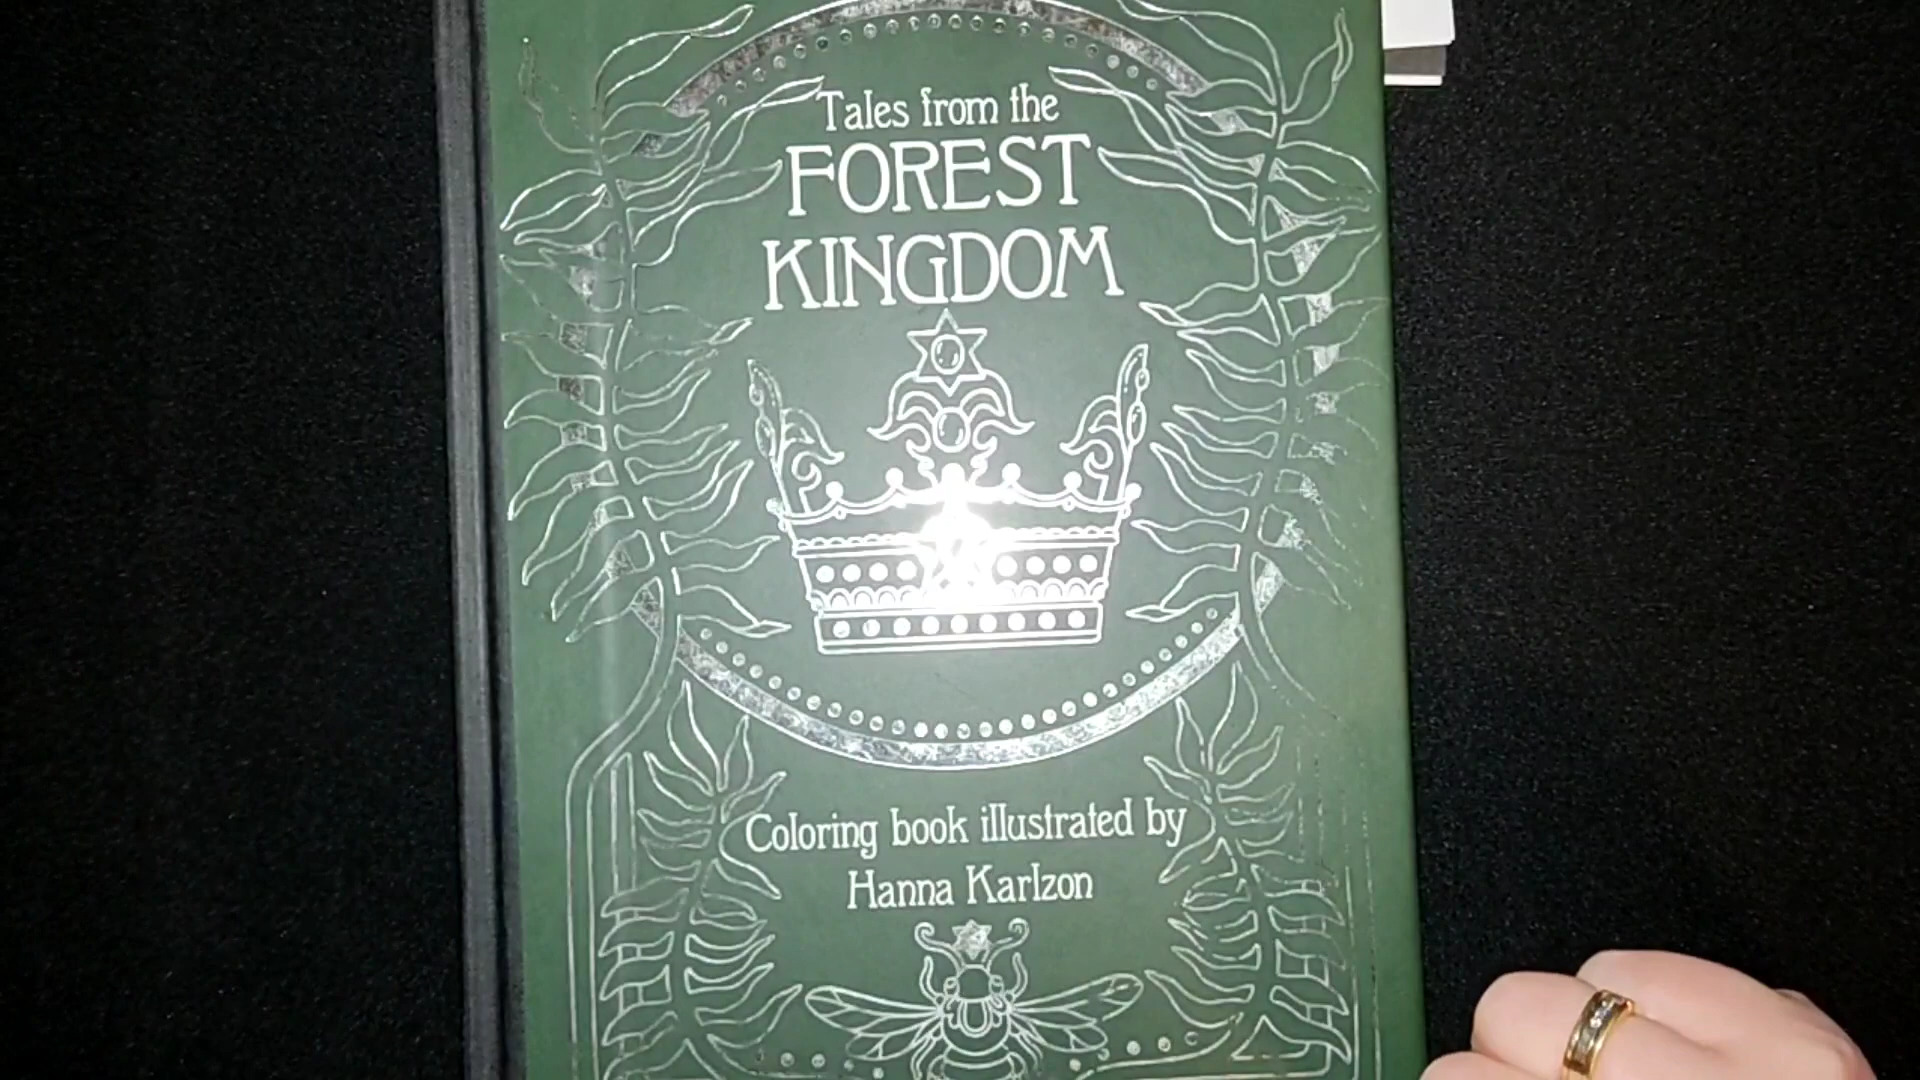 Tales from the
FOREST
KINGDOM
Coloring book illustrated by
Hanna Karlzon